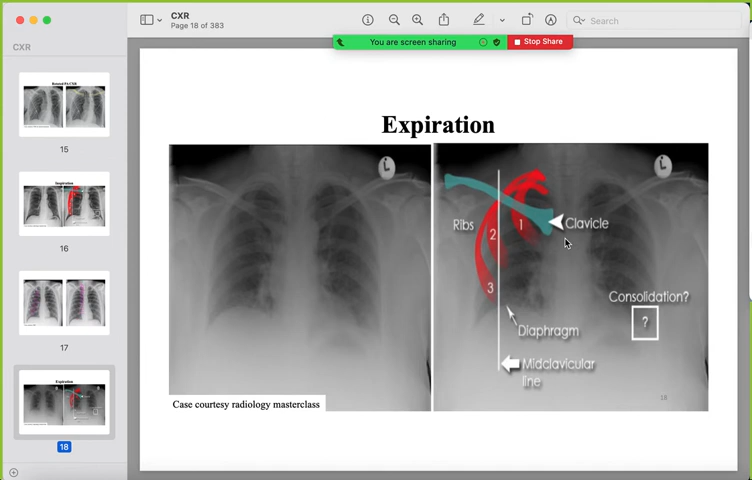 CXR
Page 18 of 383
Search
You are screen sharing
Stop Share
CXR
15
16
17
Expiration
18
Expiration
L
L
Ribs
1
2
3
Clavicle
Consolidation?
?
Diaphragm
Midclavicular
line
18
Case courtesy radiology masterclass